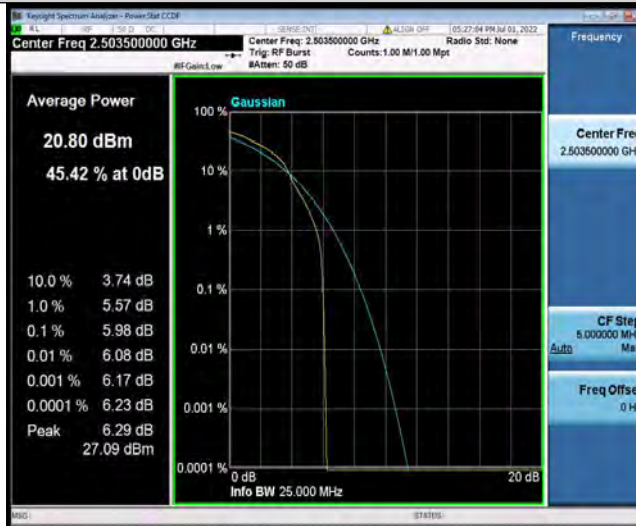 Keysight Spectrum Analyzer - Power Stat CCDF
RL RF 50 Ω DC SENSE:INT ALIGN OFF 05:27:04 PM Jul 01, 2022
Center Freq 2.503500000 GHz
Center Freq: 2.503500000 GHz Radio Std: None
Trig: RF Burst Counts:1.00 M/1.00 Mpt
#IFGain:Low #Atten: 50 dB
Frequency
Average Power
20.80 dBm
45.42 % at 0dB
10.0 % 3.74 dB
1.0 % 5.57 dB
0.1 % 5.98 dB
0.01 % 6.08 dB
0.001 % 6.17 dB
0.0001 % 6.23 dB
Peak 6.29 dB
27.09 dBm
Gaussian
100 %
10 %
1 %
0.1 %
0.01 %
0.001 %
0.0001 %
0 dB 20 dB
Info BW 25.000 MHz
Center Fre
2.503500000 GH
CF Step
5.000000 MH
Auto Ma
Freq Offse
0 H
MSG STATUS